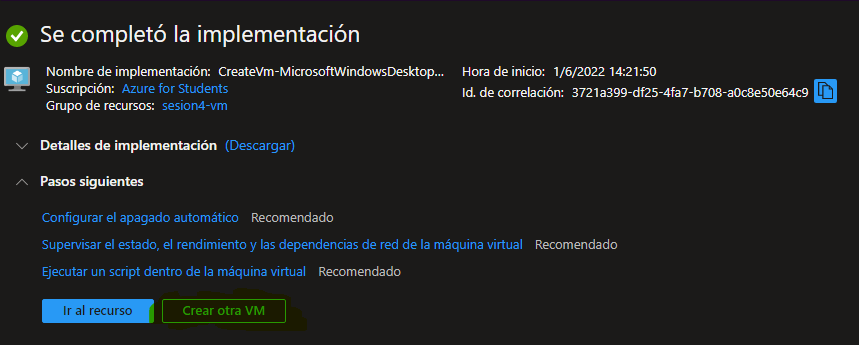 Se completó la implementación
Nombre de implementación: CreateVm-MicrosoftWindowsDesktop...
Hora de inicio: 1/6/2022 14:21:50
Suscripción: Azure for Students
Id. de correlación: 3721a399-df25-4fa7-b708-a0c8e50e64c9
Grupo de recursos: sesion4-vm
Detalles de implementación (Descargar)
Pasos siguientes
Configurar el apagado automático Recomendado
Supervisar el estado, el rendimiento y las dependencias de red de la máquina virtual Recomendado
Ejecutar un script dentro de la máquina virtual Recomendado
Ir al recurso
Crear otra VM